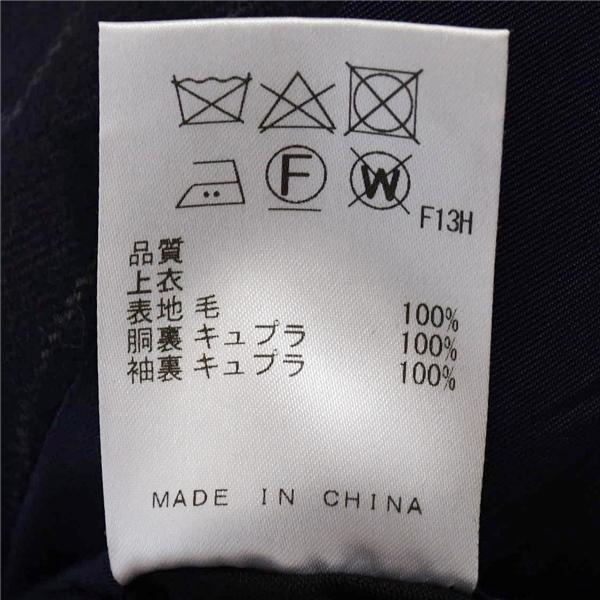 F
W
F13H
品質
上衣
表地 毛 100%
胴裏 キュプラ 100%
袖裏 キュプラ 100%
MADE IN CHINA